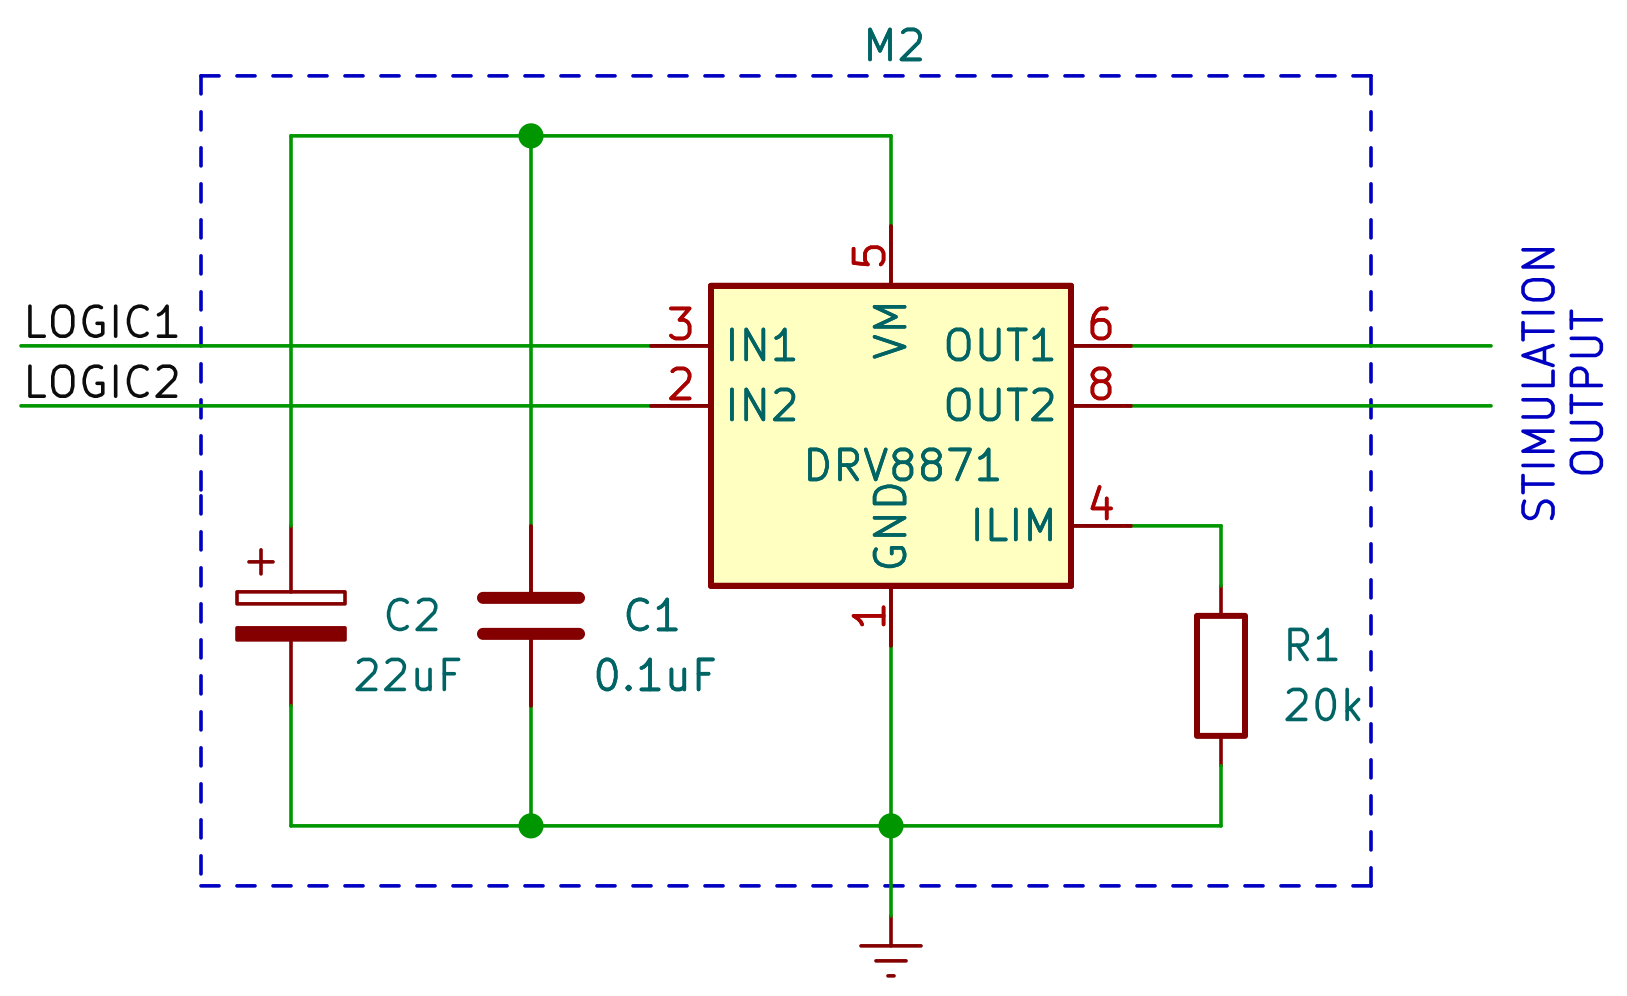 M2
5
LOGIC1
3
IN1
VM
OUT1
6
LOGIC2
2
IN2
OUT2
8
STIMULATION
OUTPUT
DRV8871
GND
ILIM
4
+
C2
22uF
C1
0.1uF
1
R1
20k